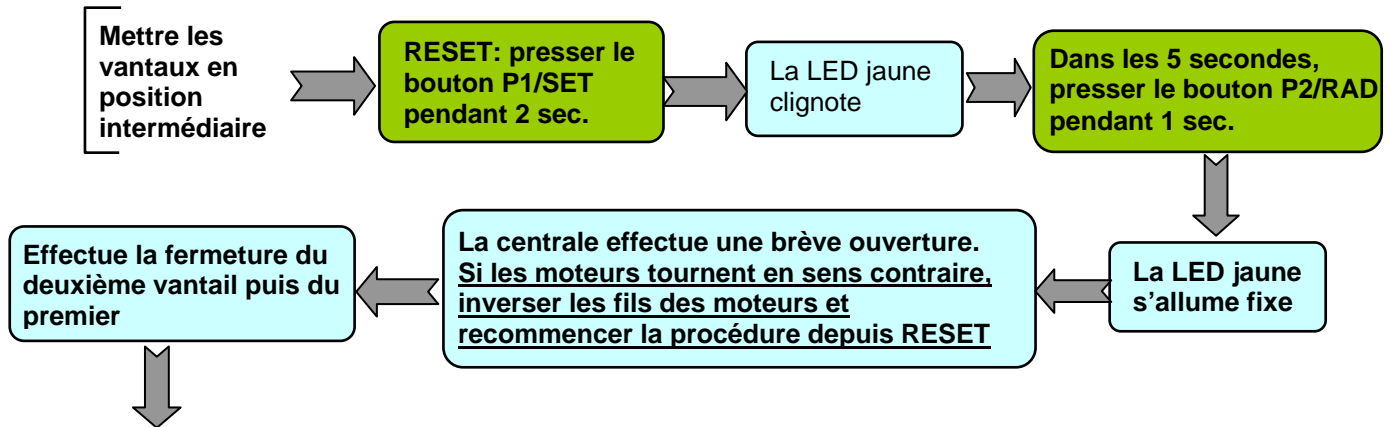 Mettre les
vantaux en
position
intermédiaire
RESET: presser le
bouton P1/SET
pendant 2 sec.
La LED jaune
clignote
Dans les 5 secondes,
presser le bouton P2/RAD
pendant 1 sec.
La LED jaune
s’allume fixe
La centrale effectue une brève ouverture.
Si les moteurs tournent en sens contraire,
inverser les fils des moteurs et
recommencer la procédure depuis RESET
Effectue la fermeture du
deuxième vantail puis du
premier